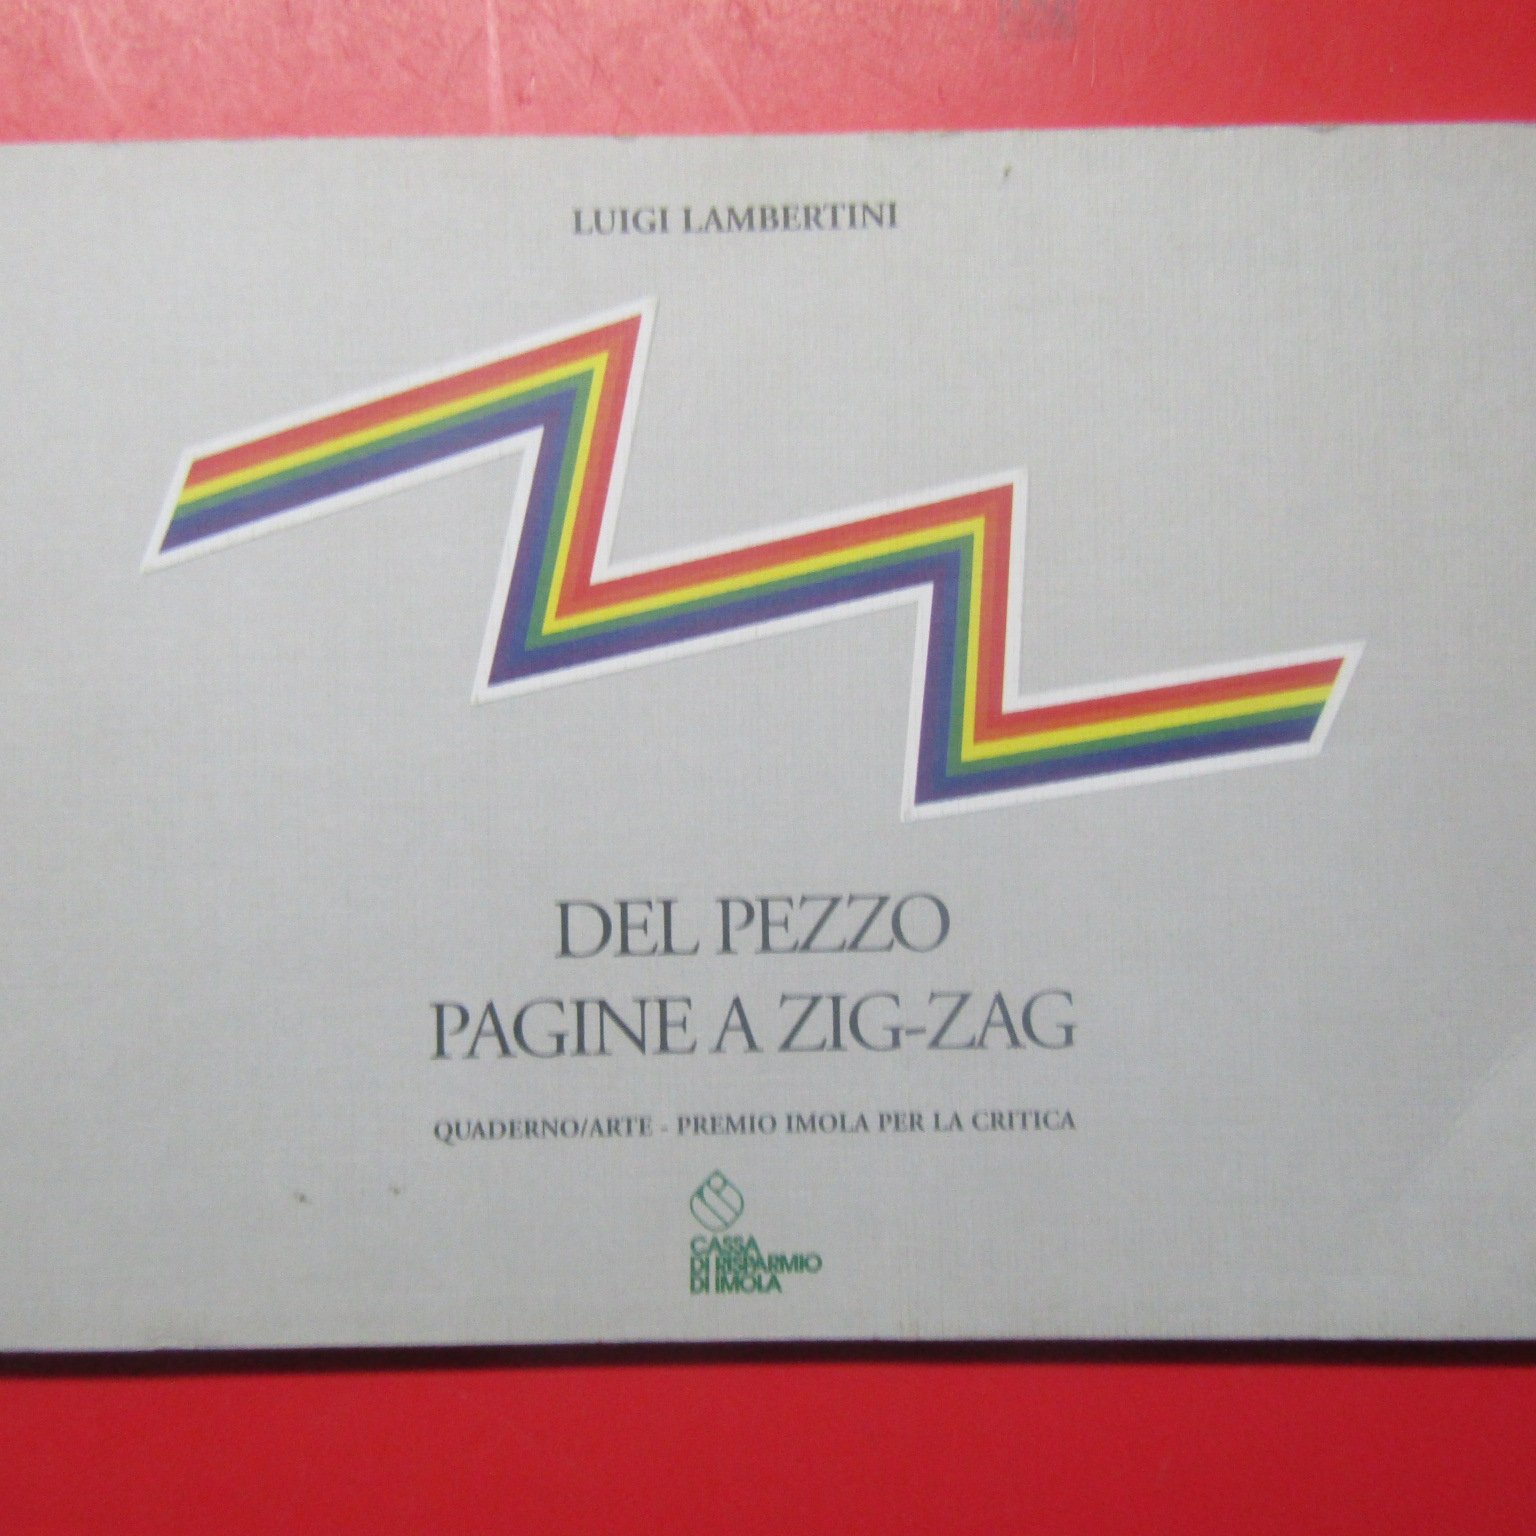 LUIGI LAMBERTINI
DEL PEZZO
PAGINE A ZIG-ZAG
QUADERNO/ARTE - PREMIO IMOLA PER LA CRITICA
CASSA
DI RISPARMIO
DI IMOLA